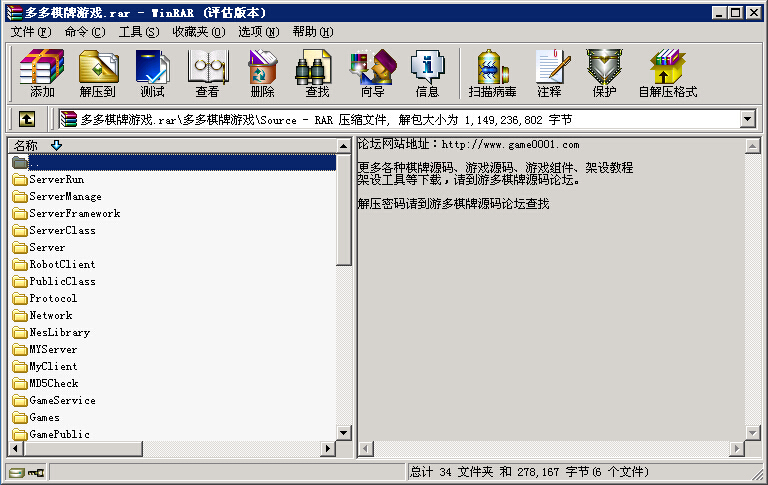 多多棋牌游戏.rar - WinRAR (评估版本)
文件(F) 命令(C) 工具(S) 收藏夹(O) 选项(N) 帮助(H)
添加 解压到 测试 查看 删除 查找 向导 信息 扫描病毒 注释 保护 自解压格式
多多棋牌游戏.rar\多多棋牌游戏\Source - RAR 压缩文件, 解包大小为 1,149,236,802 字节
名称
..
ServerRun
ServerManage
ServerFramework
ServerClass
Server
RobotClient
PublicClass
Protocol
Network
NesLibrary
MYServer
MyClient
MD5Check
GameService
Games
GamePublic
论坛网站地址：http://www.game0001.com
更多各种棋牌源码、游戏源码、游戏组件、架设教程
架设工具等下载，请到游多棋牌源码论坛。
解压密码请到游多棋牌源码论坛查找
总计 34 文件夹 和 278,167 字节(6 个文件)